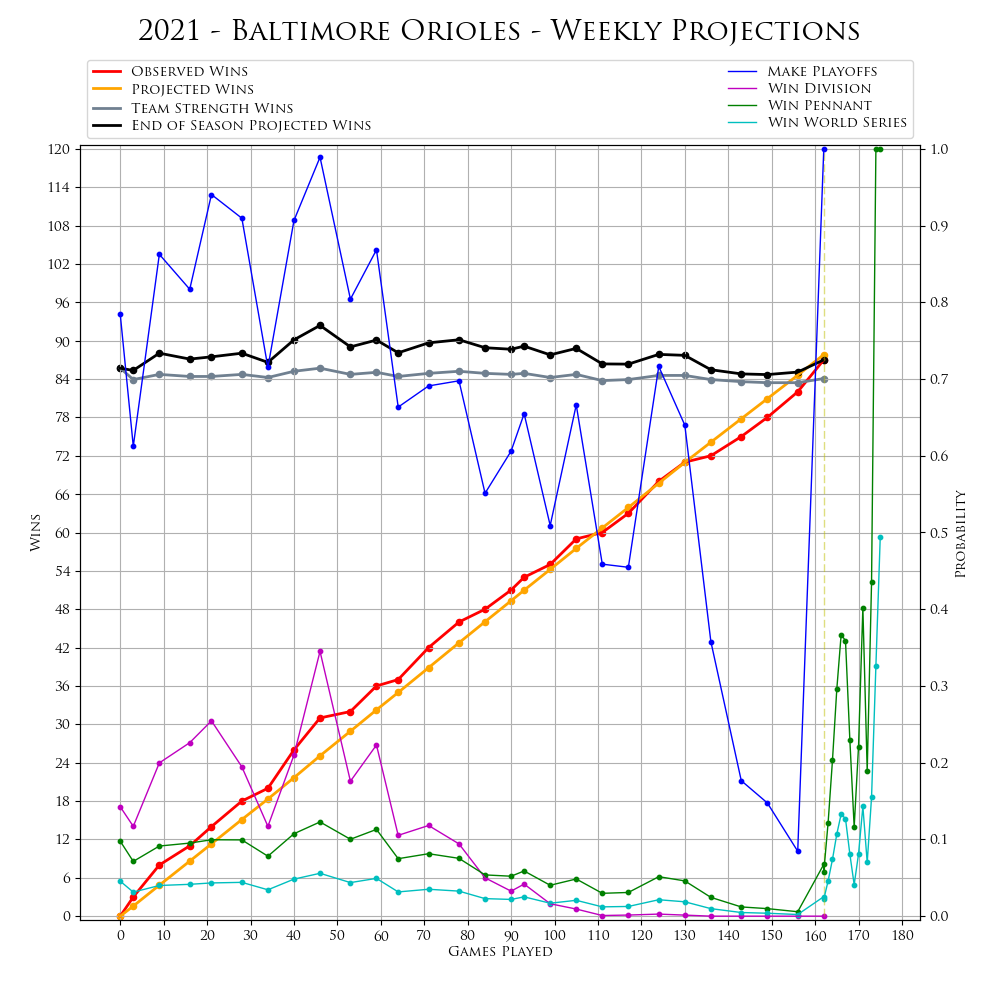 2021 - Baltimore Orioles - Weekly Projections
Observed Wins
Projected Wins
Team Strength Wins
End of Season Projected Wins
Make Playoffs
Win Division
Win Pennant
Win World Series
120
114
108
102
96
90
84
78
72
66
60
54
48
42
36
30
24
18
12
6
0
Wins
1.0
0.9
0.8
0.7
0.6
0.5
0.4
0.3
0.2
0.1
0.0
Probability
0 10 20 30 40 50 60 70 80 90 100 110 120 130 140 150 160 170 180
Games Played